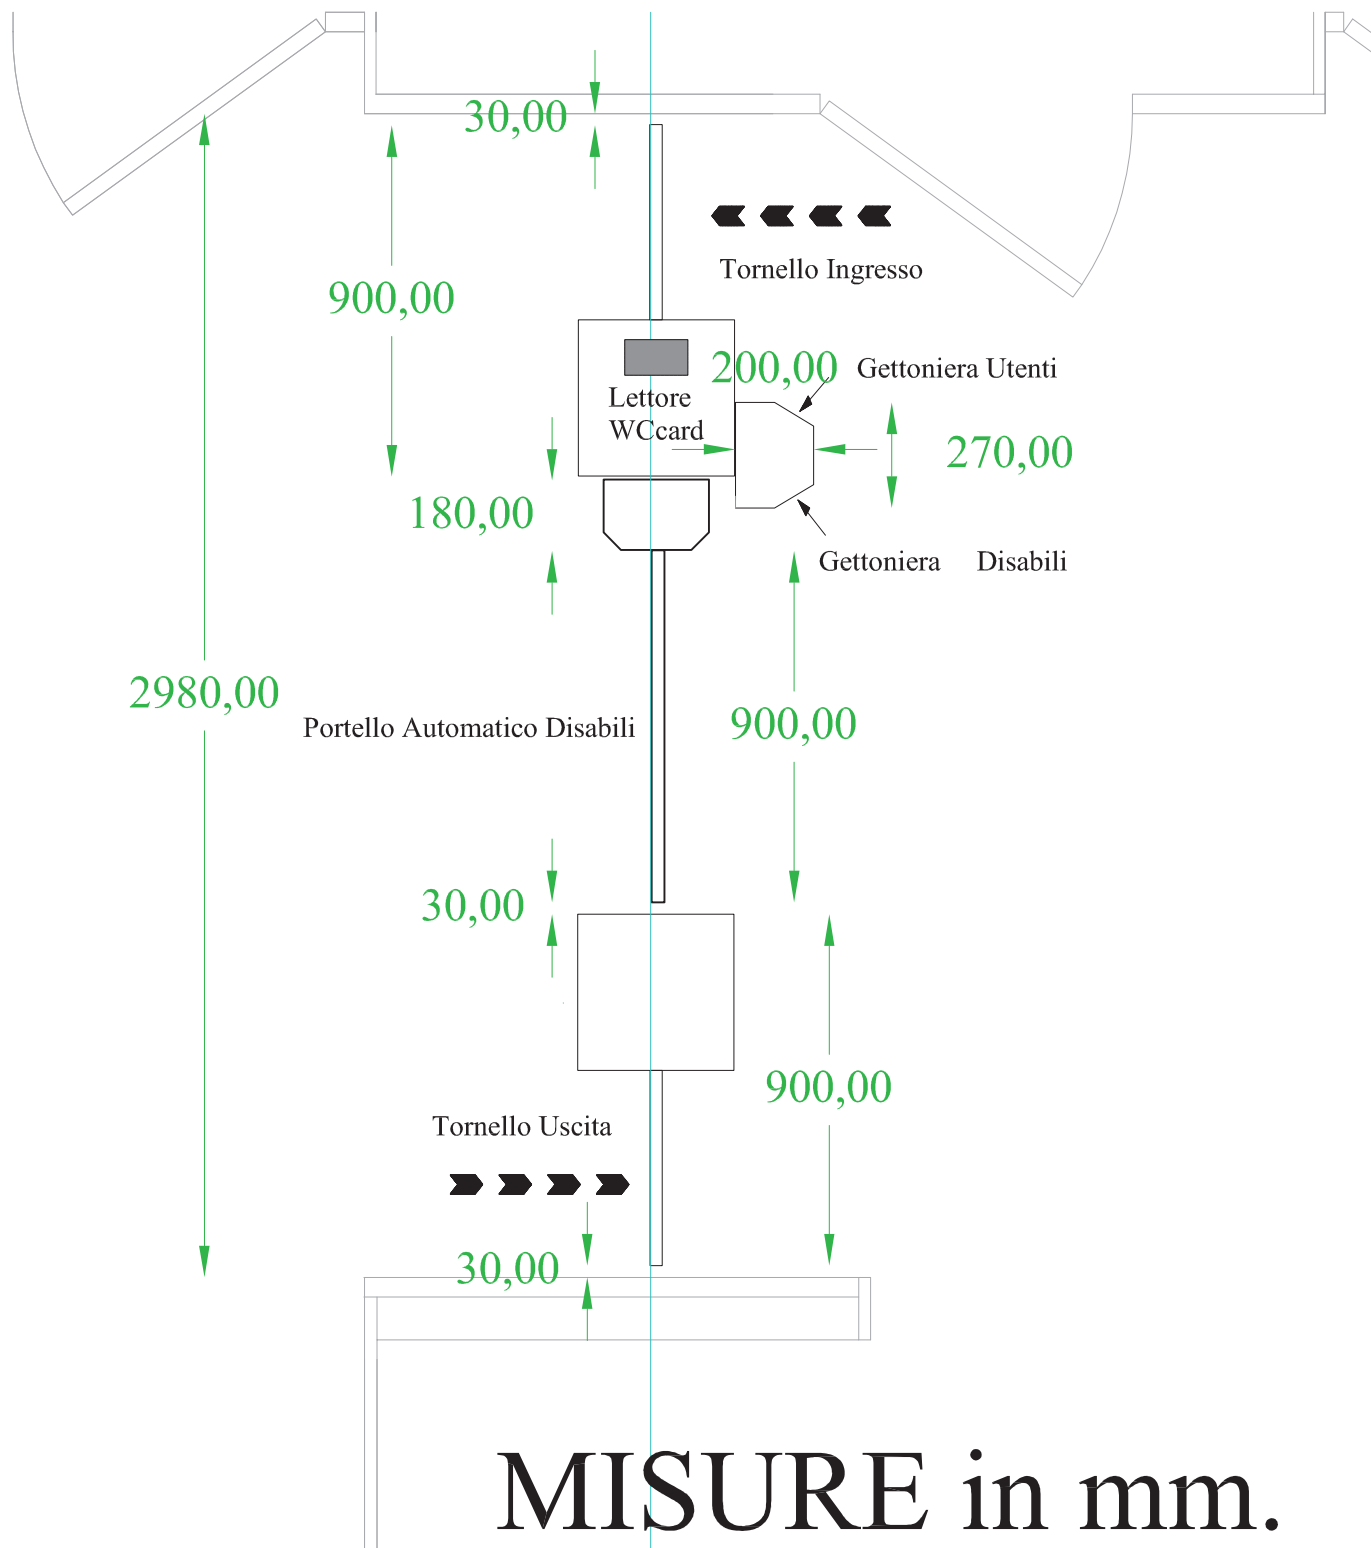 30,00
Tornello Ingresso
900,00
200,00
Gettoniera Utenti
Lettore
WCcard
270,00
180,00
Gettoniera Disabili
2980,00
Portello Automatico Disabili
900,00
30,00
900,00
Tornello Uscita
30,00
MISURE in mm.